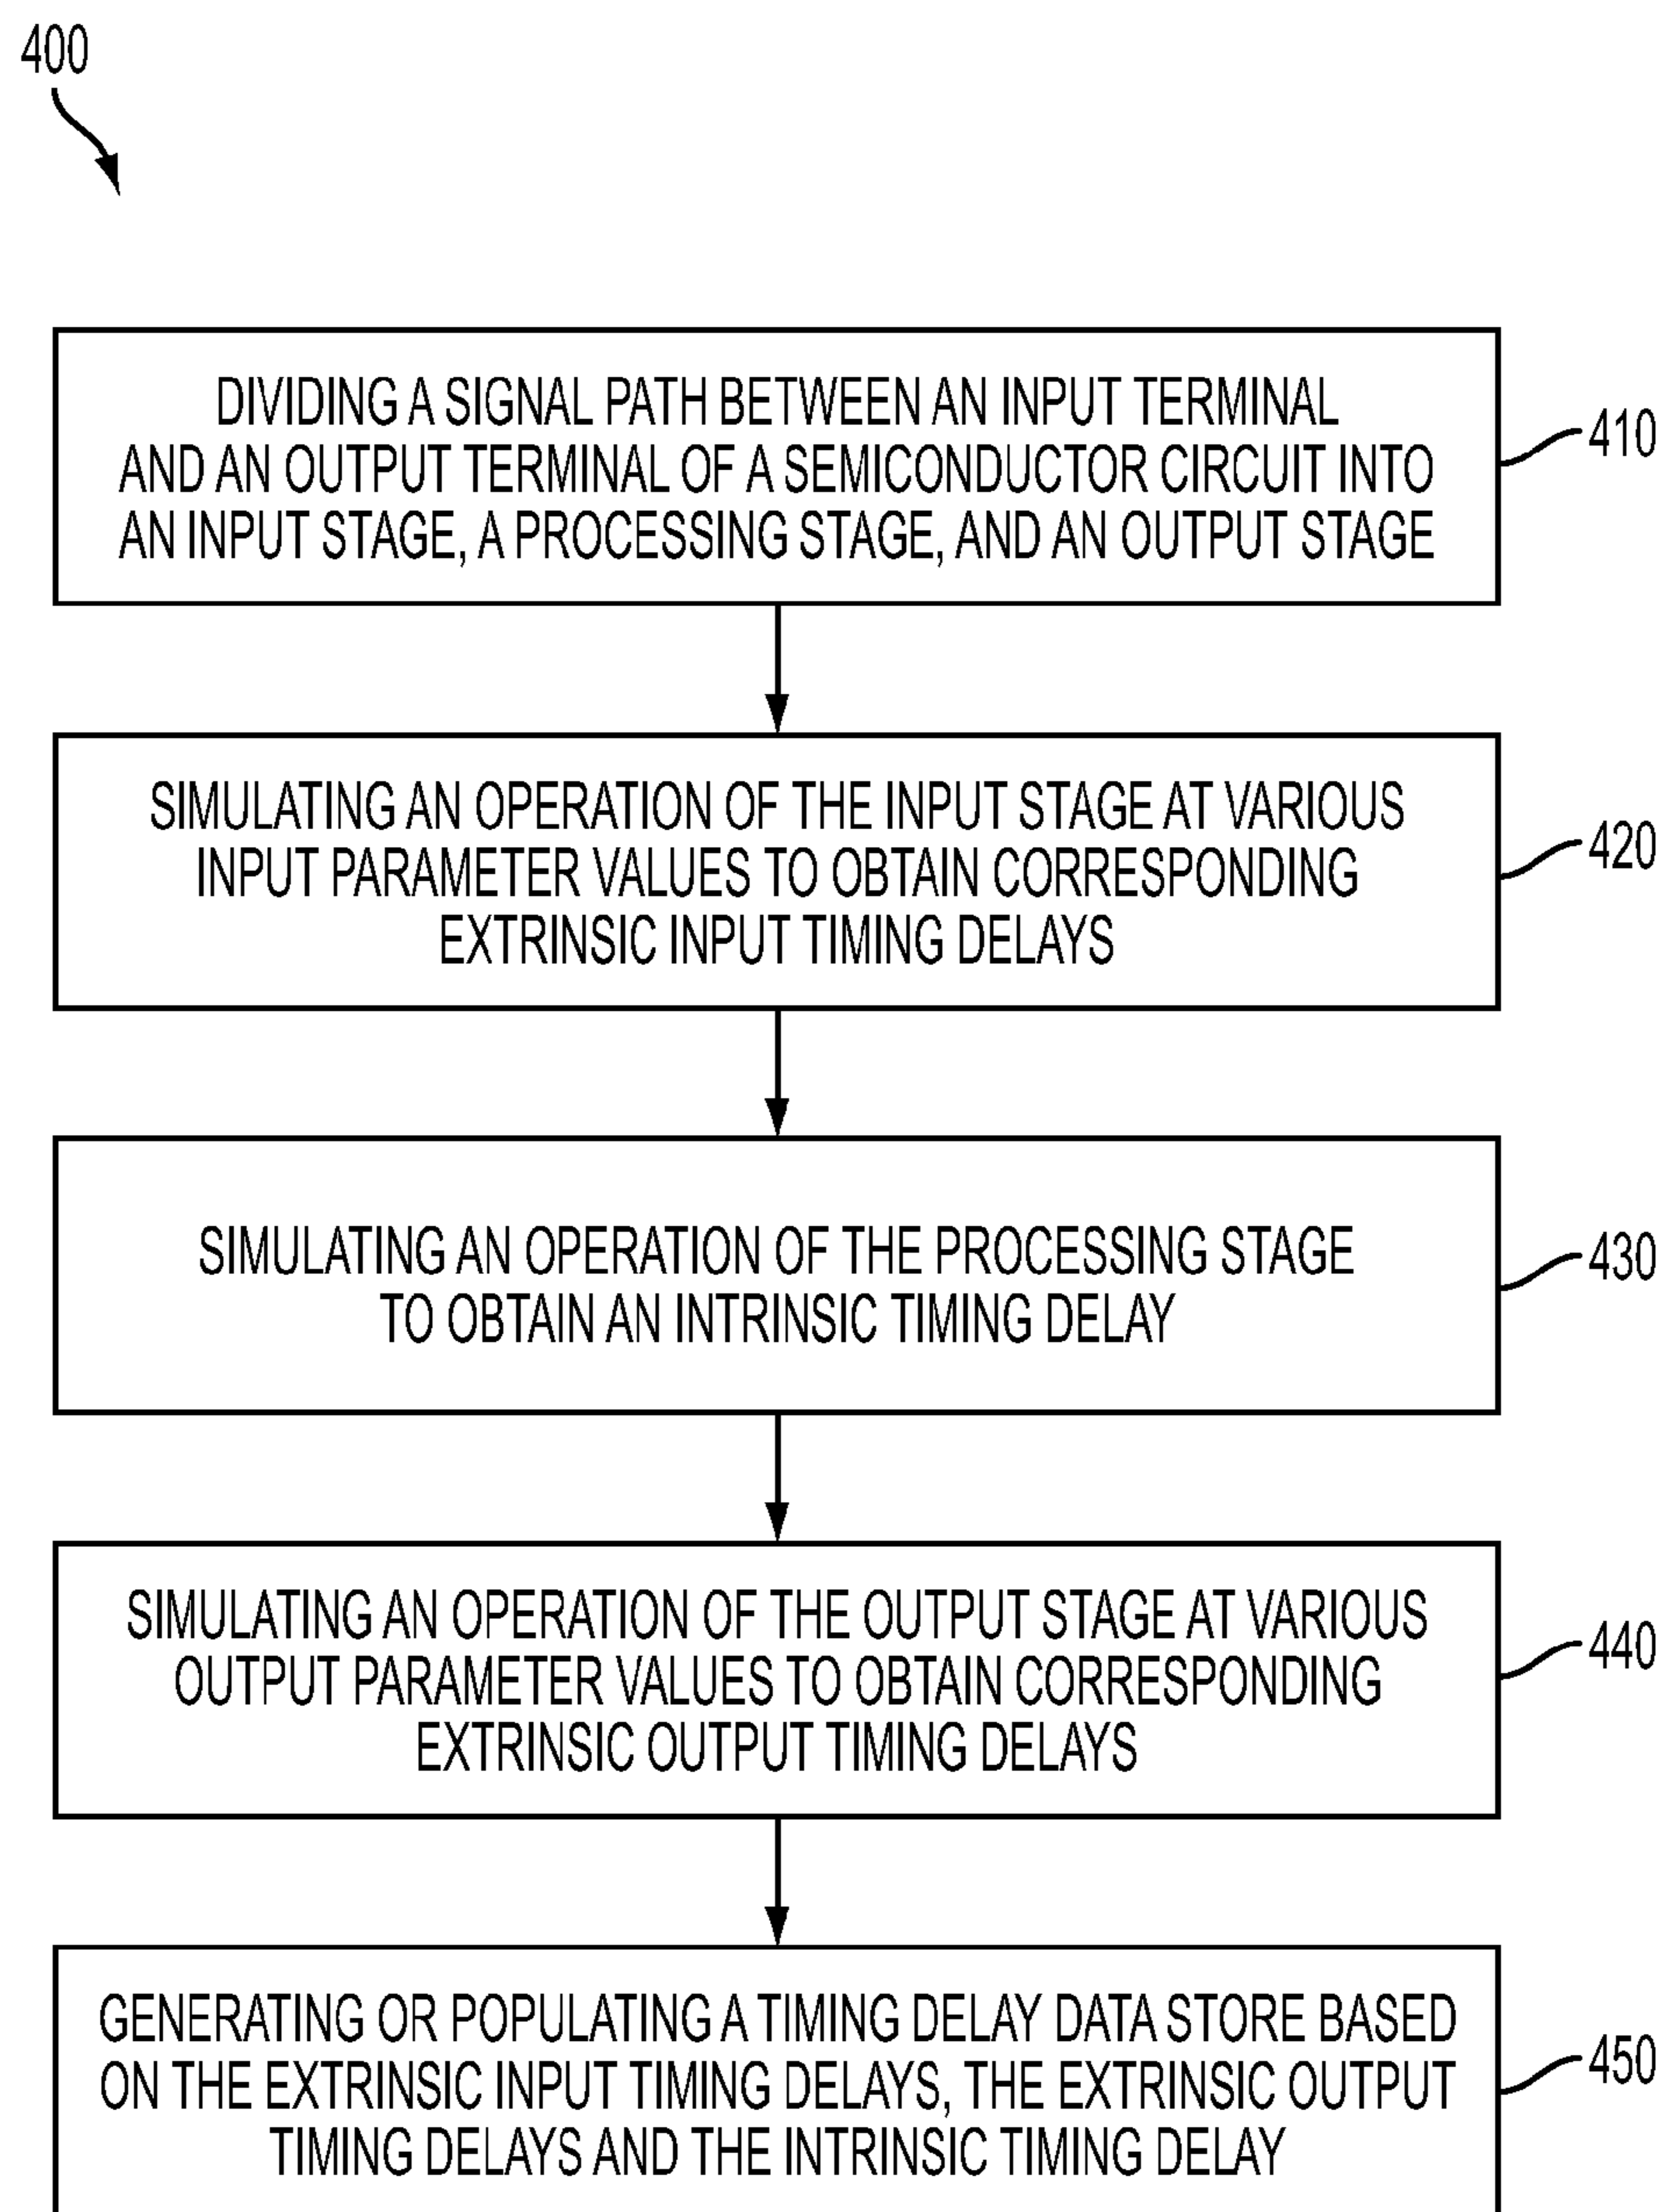 400
DIVIDING A SIGNAL PATH BETWEEN AN INPUT TERMINAL
AND AN OUTPUT TERMINAL OF A SEMICONDUCTOR CIRCUIT INTO
AN INPUT STAGE, A PROCESSING STAGE, AND AN OUTPUT STAGE
410
SIMULATING AN OPERATION OF THE INPUT STAGE AT VARIOUS
INPUT PARAMETER VALUES TO OBTAIN CORRESPONDING
EXTRINSIC INPUT TIMING DELAYS
420
SIMULATING AN OPERATION OF THE PROCESSING STAGE
TO OBTAIN AN INTRINSIC TIMING DELAY
430
SIMULATING AN OPERATION OF THE OUTPUT STAGE AT VARIOUS
OUTPUT PARAMETER VALUES TO OBTAIN CORRESPONDING
EXTRINSIC OUTPUT TIMING DELAYS
440
GENERATING OR POPULATING A TIMING DELAY DATA STORE BASED
ON THE EXTRINSIC INPUT TIMING DELAYS, THE EXTRINSIC OUTPUT
TIMING DELAYS AND THE INTRINSIC TIMING DELAY
450